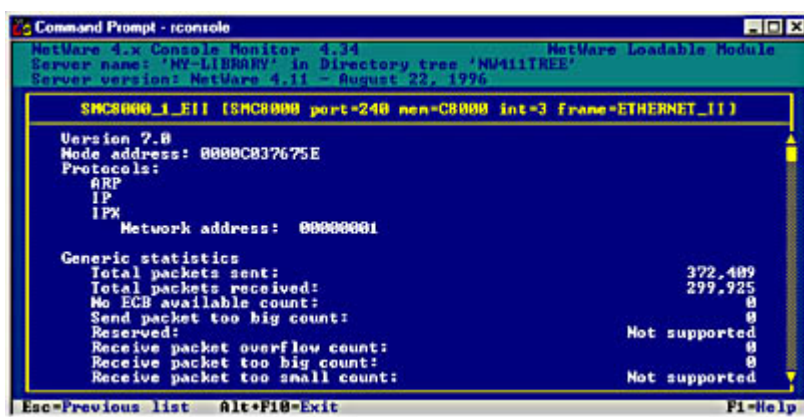 Command Prompt - rconsole
NetWare 4.x Console Monitor 4.34 NetWare Loadable Module
Server name: 'MY-LIBRARY' in Directory tree 'NW411TREE'
Server version: NetWare 4.11 - August 22, 1996
SMC8000_1_EII [SMC8000 port=240 mem=C8000 int=3 frame=ETHERNET_II]
Version 7.0
Node address: 0000C037675E
Protocols:
ARP
IP
IPX
Network address: 00000001
Generic statistics
Total packets sent: 372,409
Total packets received: 299,925
No ECB available count: 0
Send packet too big count: 0
Reserved: Not supported
Receive packet overflow count: 0
Receive packet too big count: 0
Receive packet too small count: Not supported
Esc=Previous list Alt+F10=Exit F1=Help